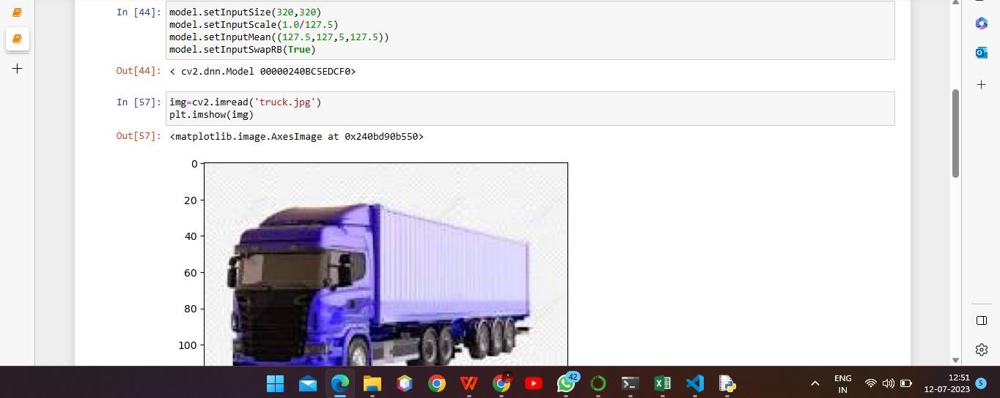 In [44]:
model.setInputSize(320,320)
model.setInputScale(1.0/127.5)
model.setInputMean((127.5,127,5,127.5))
model.setInputSwapRB(True)
Out[44]:
< cv2.dnn.Model 00000240BC5EDCF0>
In [57]:
img=cv2.imread('truck.jpg')
plt.imshow(img)
Out[57]:
<matplotlib.image.AxesImage at 0x240bd90b550>
0
20
40
60
80
100
42
ENG
IN
12:51
12-07-2023
5